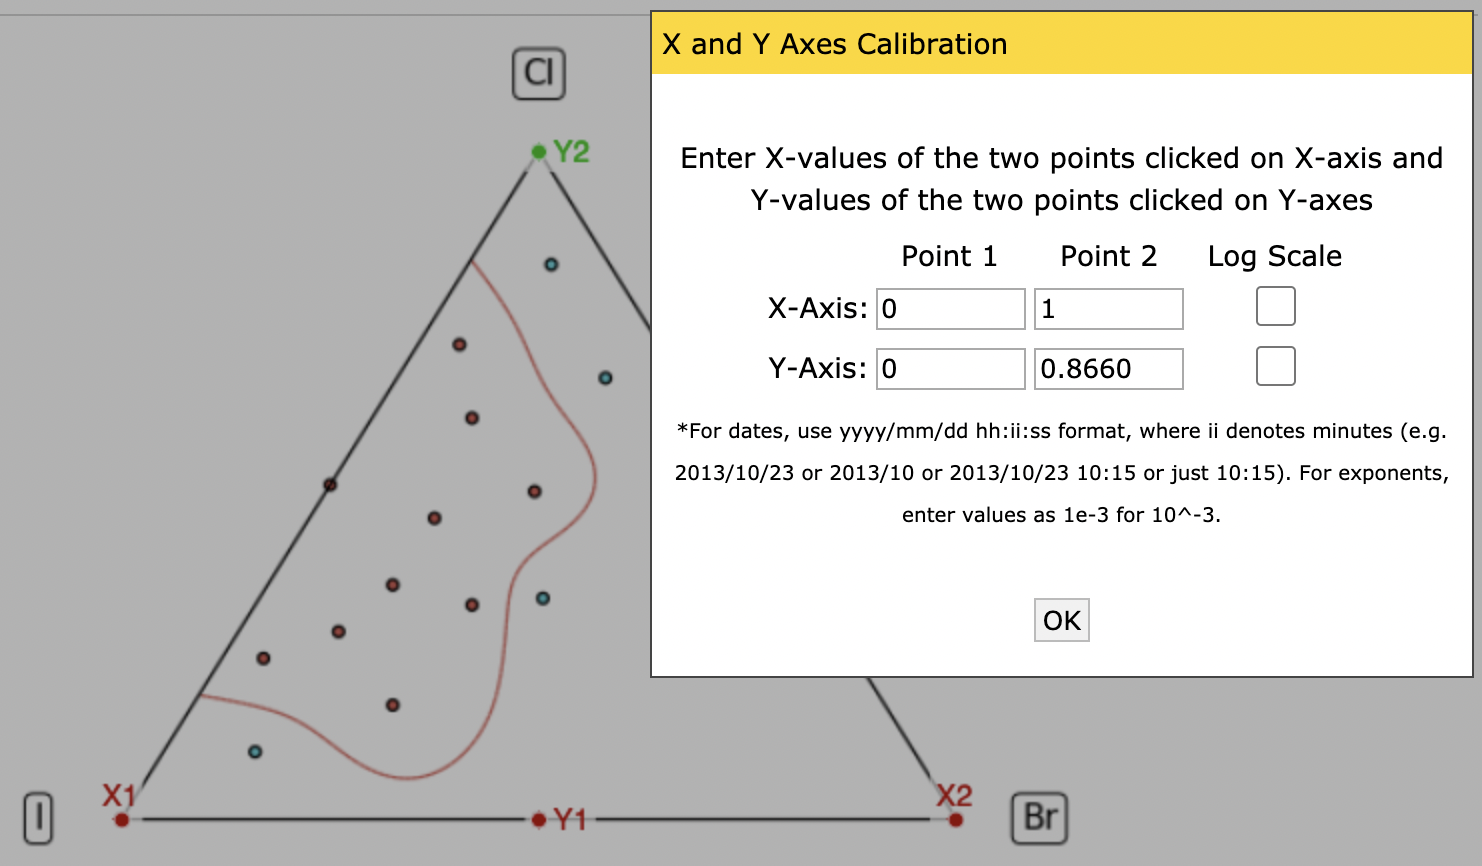 X and Y Axes Calibration
Cl
Y2
Enter X-values of the two points clicked on X-axis and
Y-values of the two points clicked on Y-axes
Point 1 Point 2 Log Scale
X-Axis: 0 1
Y-Axis: 0 0.8660
*For dates, use yyyy/mm/dd hh:ii:ss format, where ii denotes minutes (e.g.
2013/10/23 or 2013/10 or 2013/10/23 10:15 or just 10:15). For exponents,
enter values as 1e-3 for 10^-3.
OK
X1
X2
I
Y1
Br